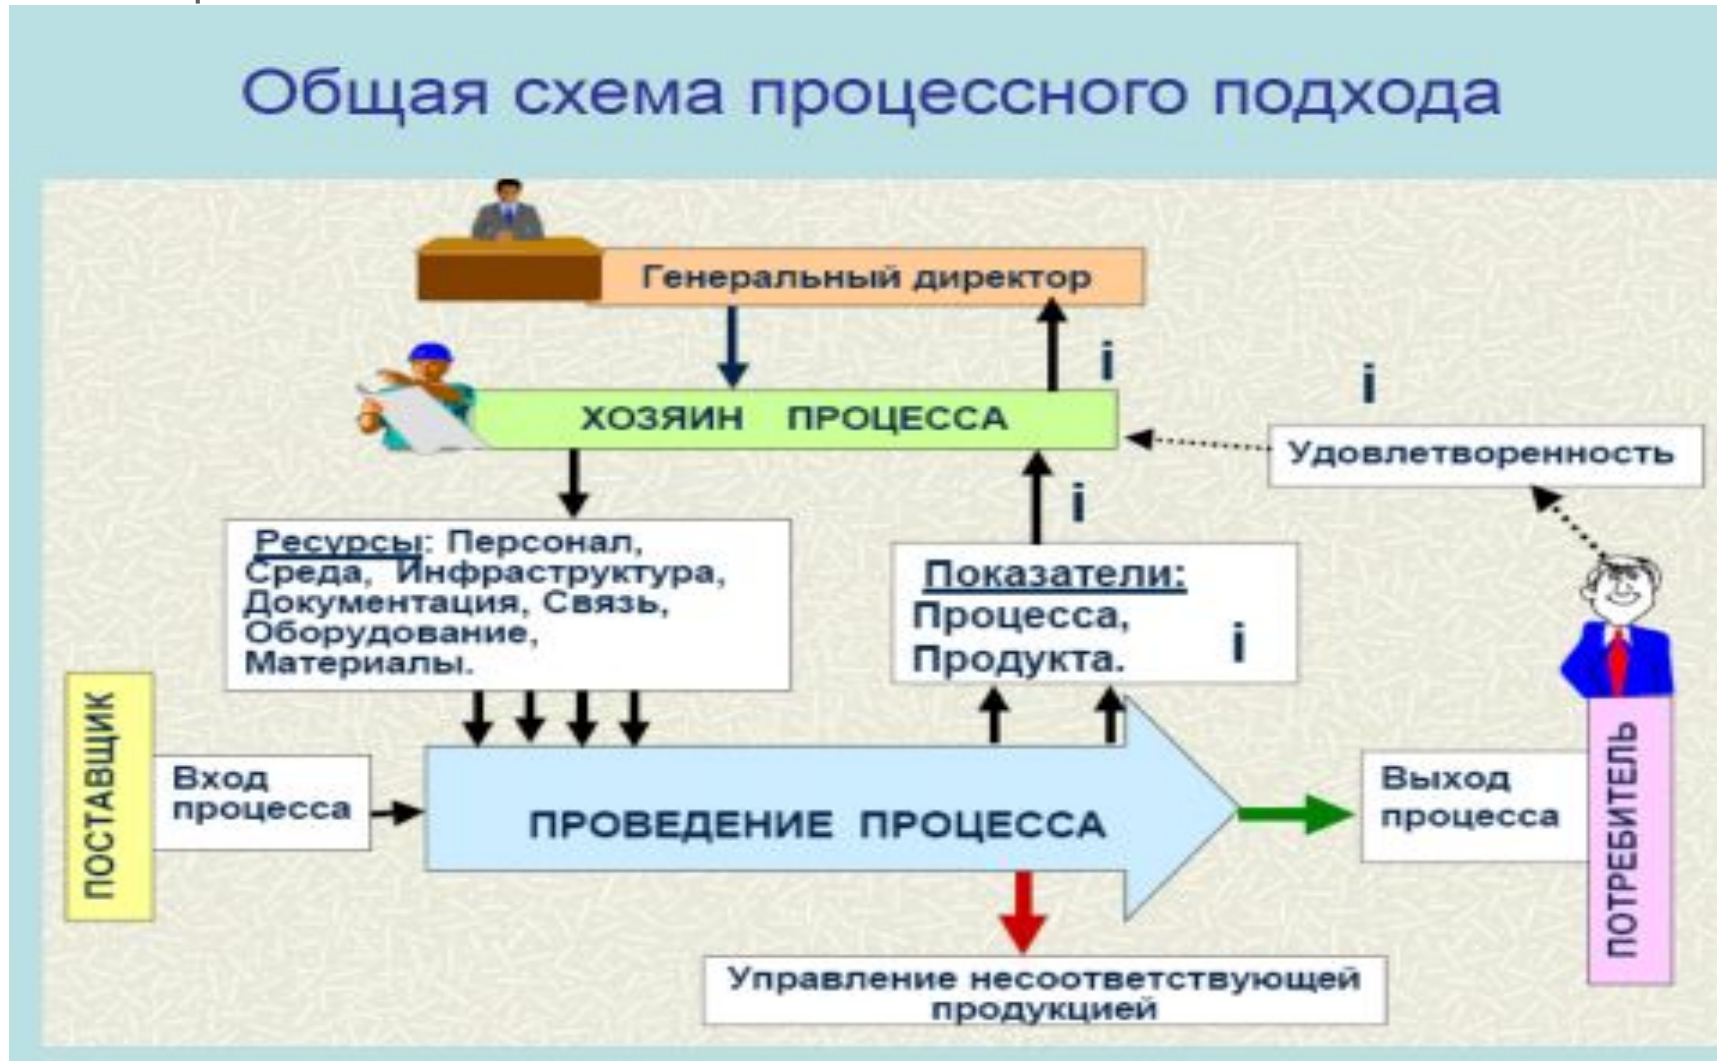 Общая схема процессного подхода
Генеральный директор
i
i
ХОЗЯИН ПРОЦЕССА
Удовлетворенность
i
Ресурсы: Персонал,
Среда, Инфраструктура,
Документация, Связь,
Оборудование,
Материалы.
Показатели:
Процесса,
Продукта.
i
ПОСТАВЩИК
Вход
процесса
ПРОВЕДЕНИЕ ПРОЦЕССА
Выход
процесса
ПОТРЕБИТЕЛЬ
Управление несоответствующей
продукцией